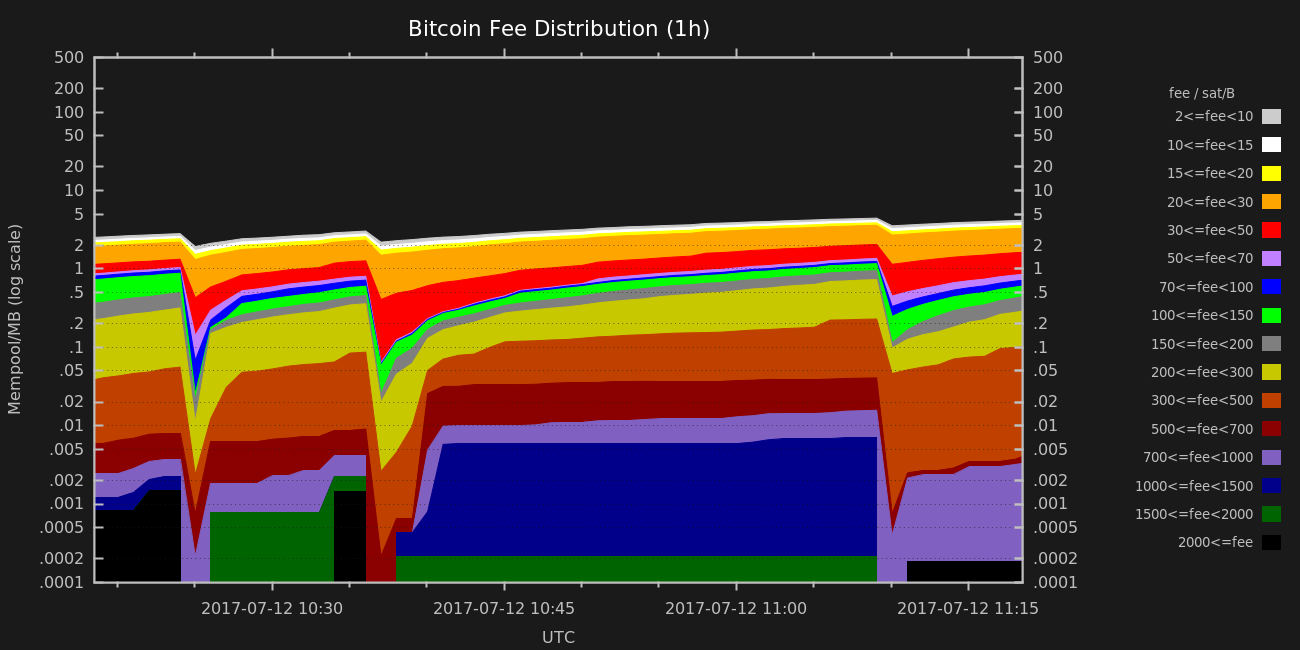 Bitcoin Fee Distribution (1h)
Mempool/MB (log scale)
500
200
100
50
20
10
5
2
1
.5
.2
.1
.05
.02
.01
.005
.002
.001
.0005
.0002
.0001
500
200
100
50
20
10
5
2
1
.5
.2
.1
.05
.02
.01
.005
.002
.001
.0005
.0002
.0001
2017-07-12 10:30
2017-07-12 10:45
2017-07-12 11:00
2017-07-12 11:15
UTC
fee / sat/B
2<=fee<10
10<=fee<15
15<=fee<20
20<=fee<30
30<=fee<50
50<=fee<70
70<=fee<100
100<=fee<150
150<=fee<200
200<=fee<300
300<=fee<500
500<=fee<700
700<=fee<1000
1000<=fee<1500
1500<=fee<2000
2000<=fee